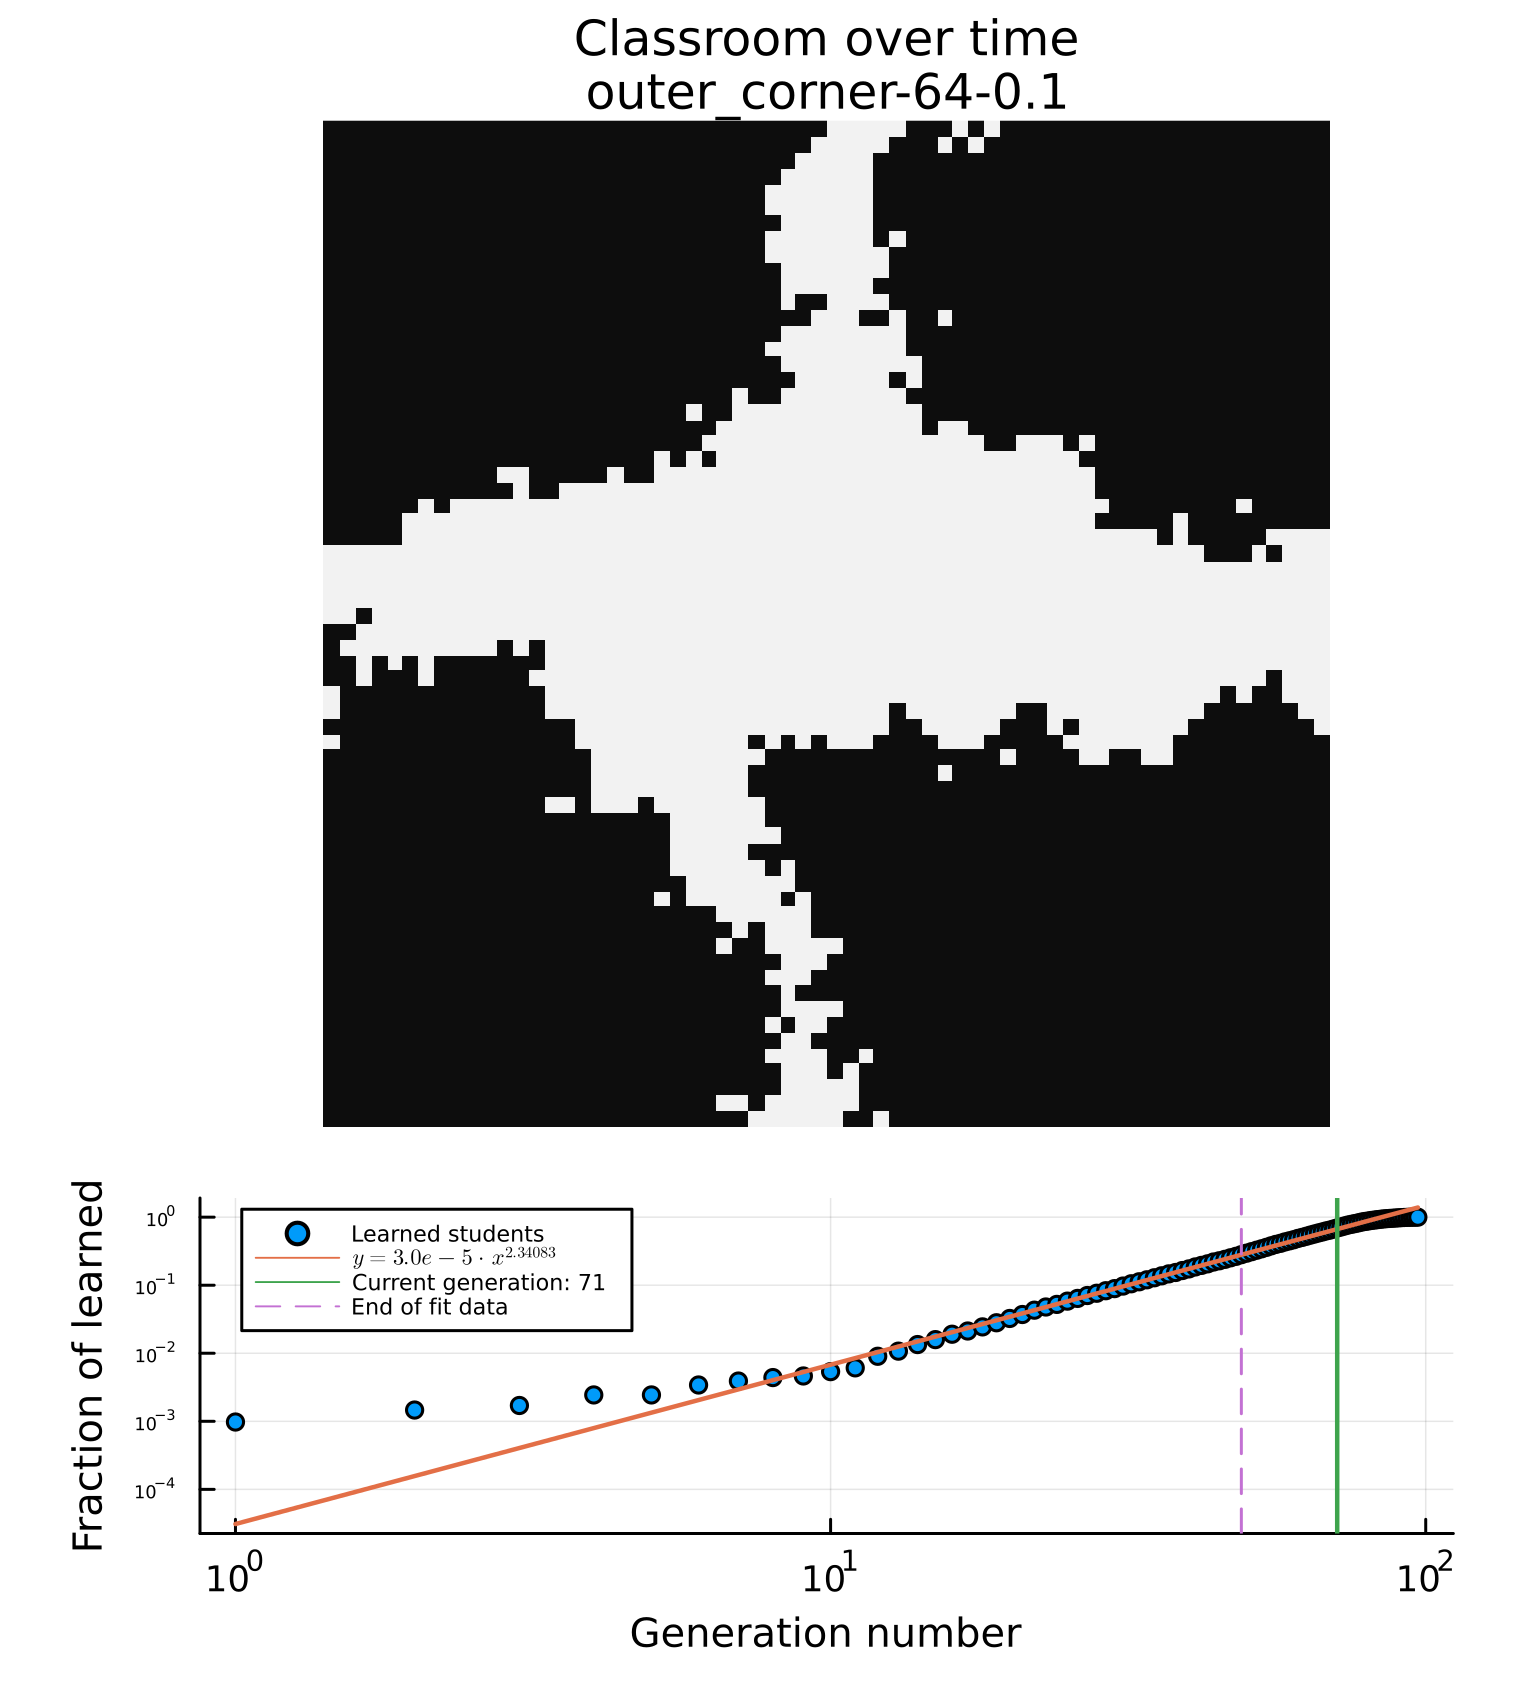 Classroom over time
outer_corner-64-0.1
Fraction of learned
10^0
10^-1
10^-2
10^-3
10^-4
Learned students
y = 3.0e − 5 · x^2.34083
Current generation: 71
End of fit data
10^0 10^1 10^2
Generation number